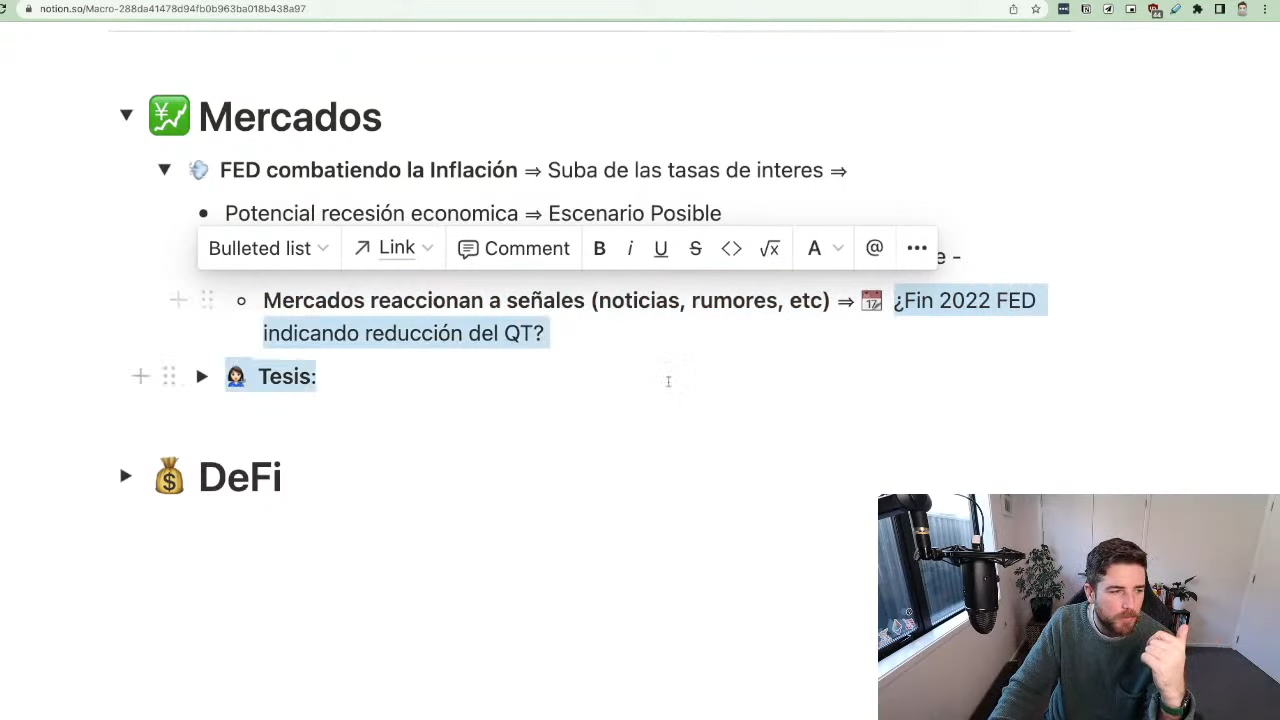 notion.so/Macro-288da41478d94fb0b963ba018b438a97
44
Mercados
FED combatiendo la Inflación ⇒ Suba de las tasas de interes ⇒
Potencial recesión economica ⇒ Escenario Posible
Bulleted list Link Comment B i U S <> √x A @ •••
e -
Mercados reaccionan a señales (noticias, rumores, etc) ⇒ 📆 ¿Fin 2022 FED
indicando reducción del QT?
Tesis:
DeFi